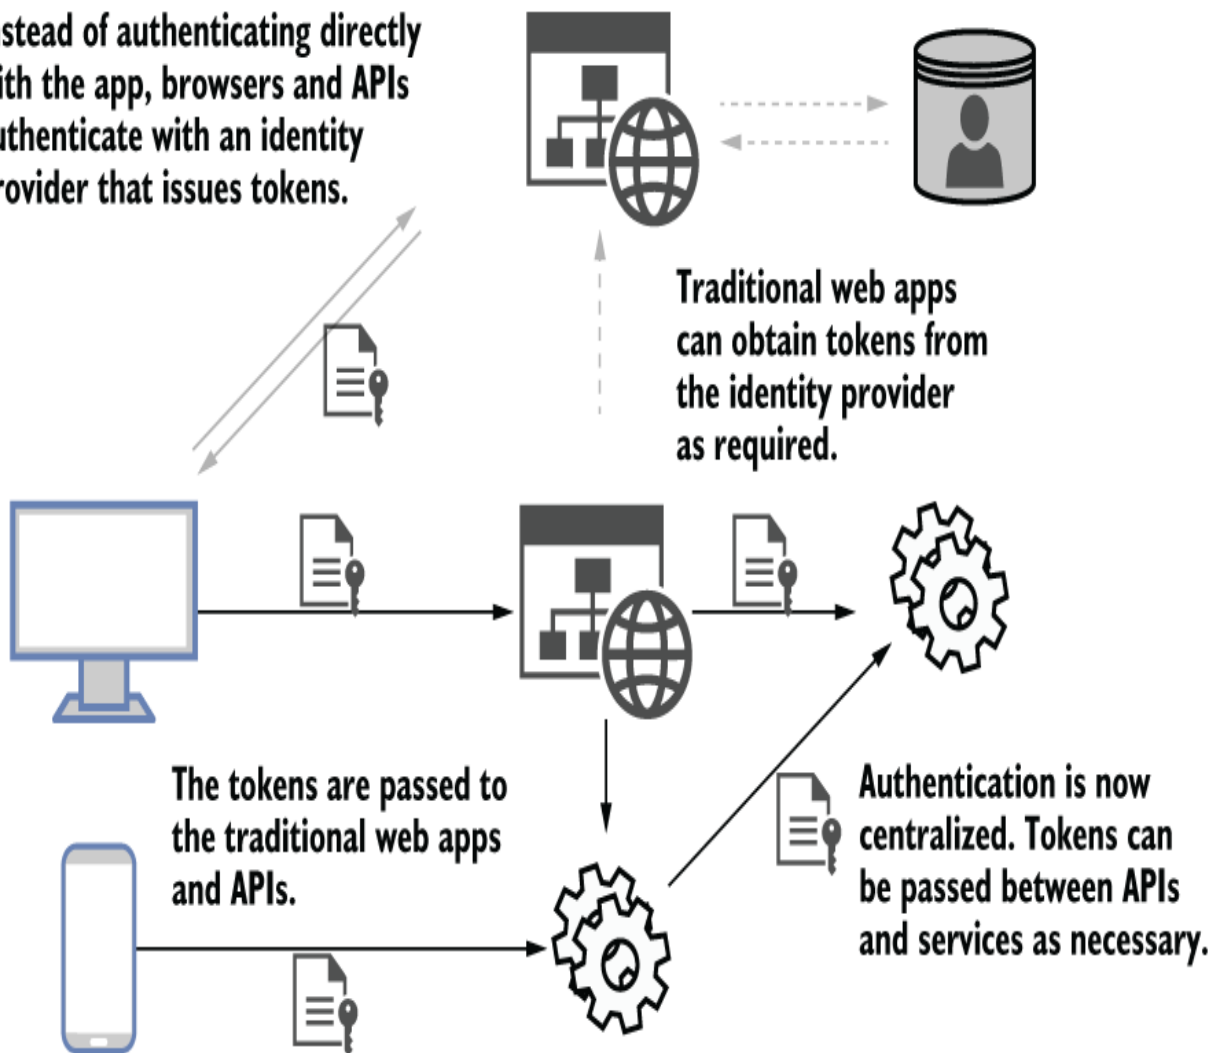 stead of authenticating directly
ith the app, browsers and APIs
uthenticate with an identity
rovider that issues tokens.
Traditional web apps
can obtain tokens from
the identity provider
as required.
The tokens are passed to
the traditional web apps
and APIs.
Authentication is now
centralized. Tokens can
be passed between APIs
and services as necessary.